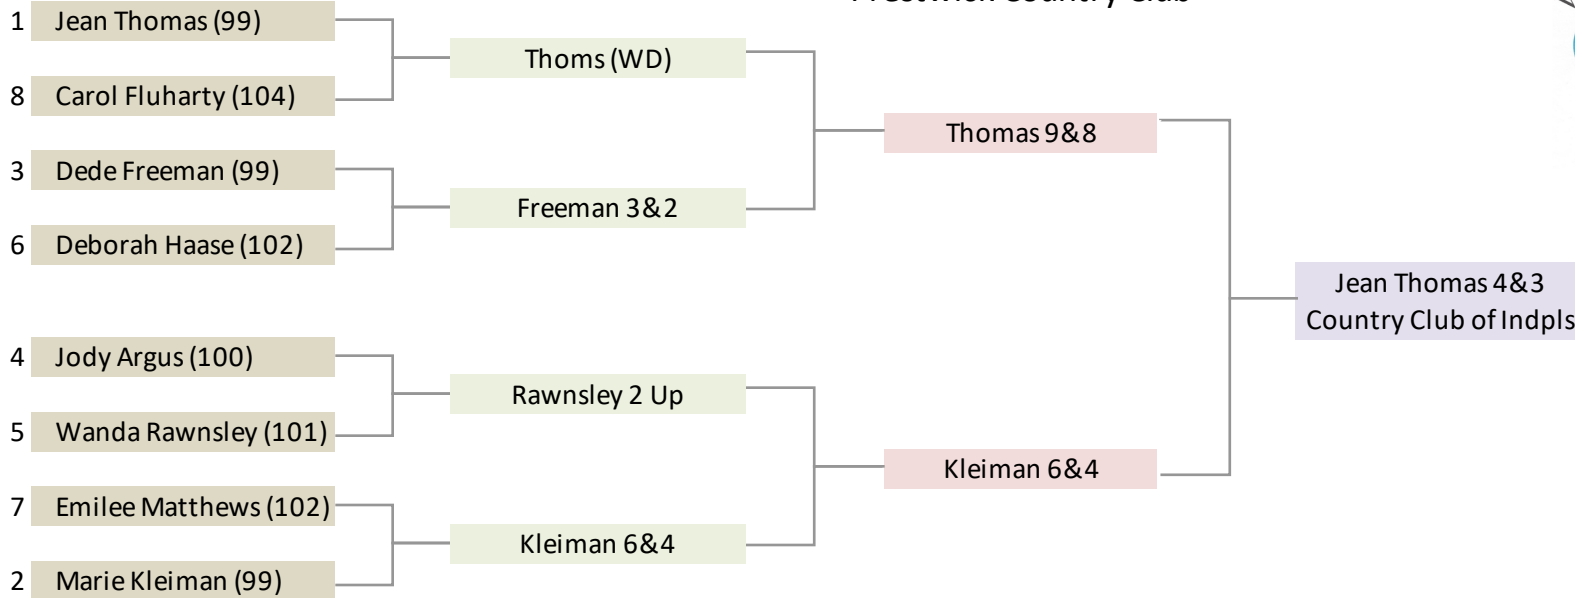 Prestwick Country Club
1 Jean Thomas (99)
Thoms (WD)
8 Carol Fluharty (104)
Thomas 9&8
3 Dede Freeman (99)
Freeman 3&2
6 Deborah Haase (102)
Jean Thomas 4&3
Country Club of Indpls
4 Jody Argus (100)
Rawnsley 2 Up
5 Wanda Rawnsley (101)
Kleiman 6&4
7 Emilee Matthews (102)
Kleiman 6&4
2 Marie Kleiman (99)